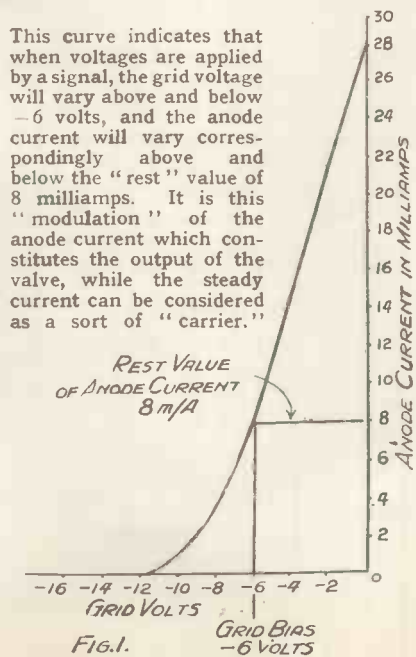 This curve indicates that
when voltages are applied
by a signal, the grid voltage
will vary above and below
—6 volts, and the anode
current will vary corres-
pondingly above and
below the “rest” value of
8 milliamps. It is this
“modulation” of the
anode current which con-
stitutes the output of the
valve, while the steady
current can be considered
as a sort of “carrier.”
REST VALUE
OF ANODE CURRENT
8 m/A
30
28
26
24
22
20
18
16
14
12
10
8
6
4
2
0
ANODE CURRENT IN MILLIAMPS
-16 -14 -12 -10 -8 -6 -4 -2
GRID VOLTS
GRID BIAS
-6 VOLTS
FIG.1.